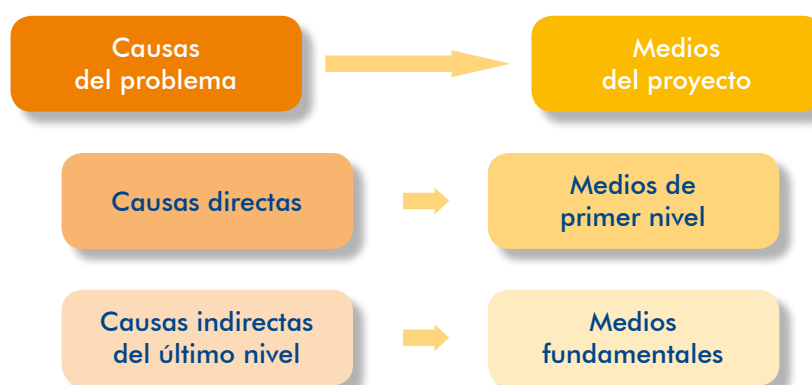 Causas
del problema
Medios
del proyecto
Causas directas
Medios de
primer nivel
Causas indirectas
del último nivel
Medios
fundamentales